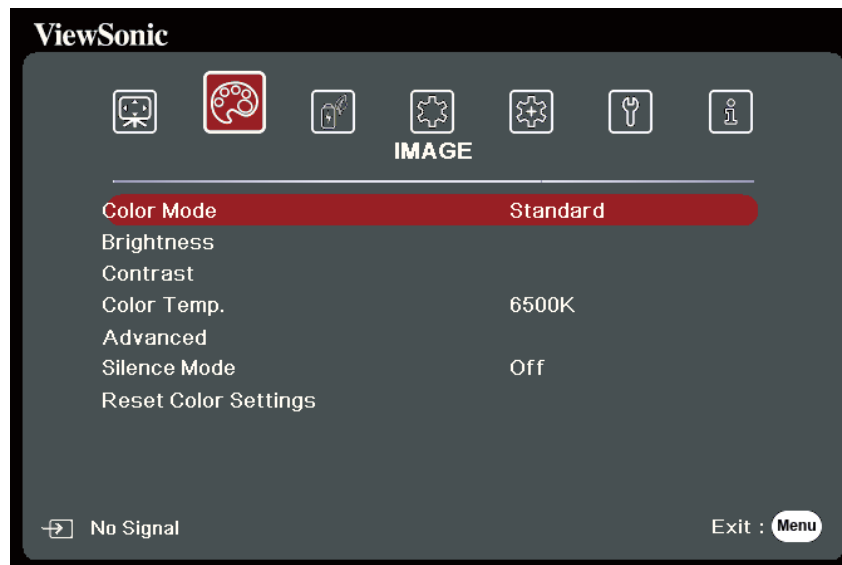 ViewSonic
IMAGE
Color Mode Standard
Brightness
Contrast
Color Temp. 6500K
Advanced
Silence Mode Off
Reset Color Settings
No Signal Exit : Menu